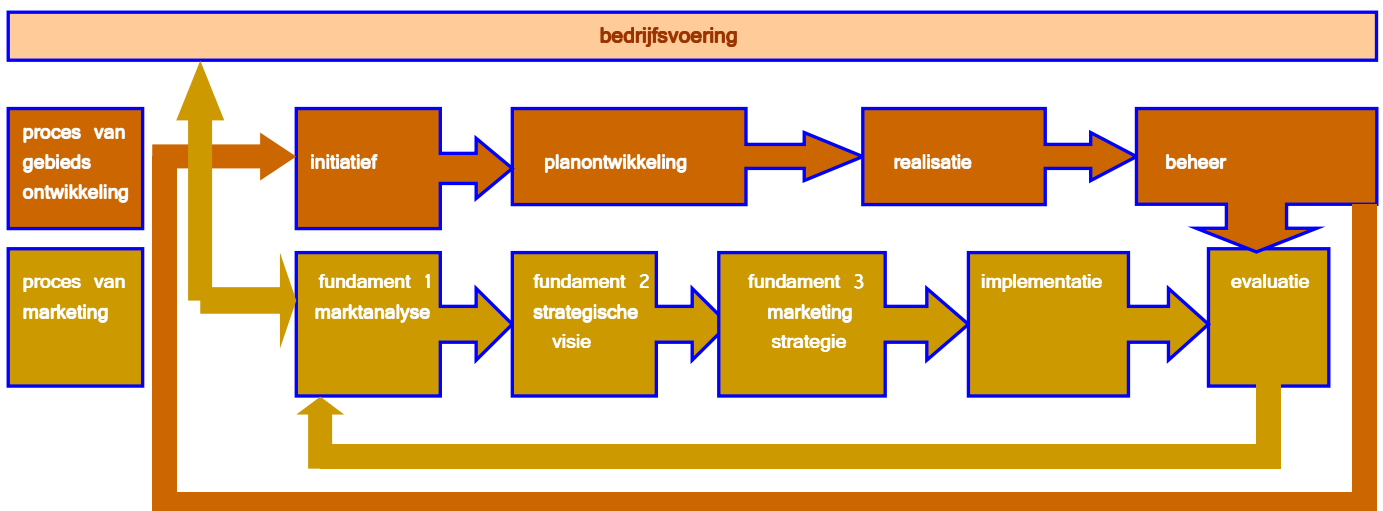 bedrijfsvoering
proces van
gebieds
ontwikkeling
initiatief
planontwikkeling
realisatie
beheer
proces van
marketing
fundament 1
marktanalyse
fundament 2
strategische
visie
fundament 3
marketing
strategie
implementatie
evaluatie